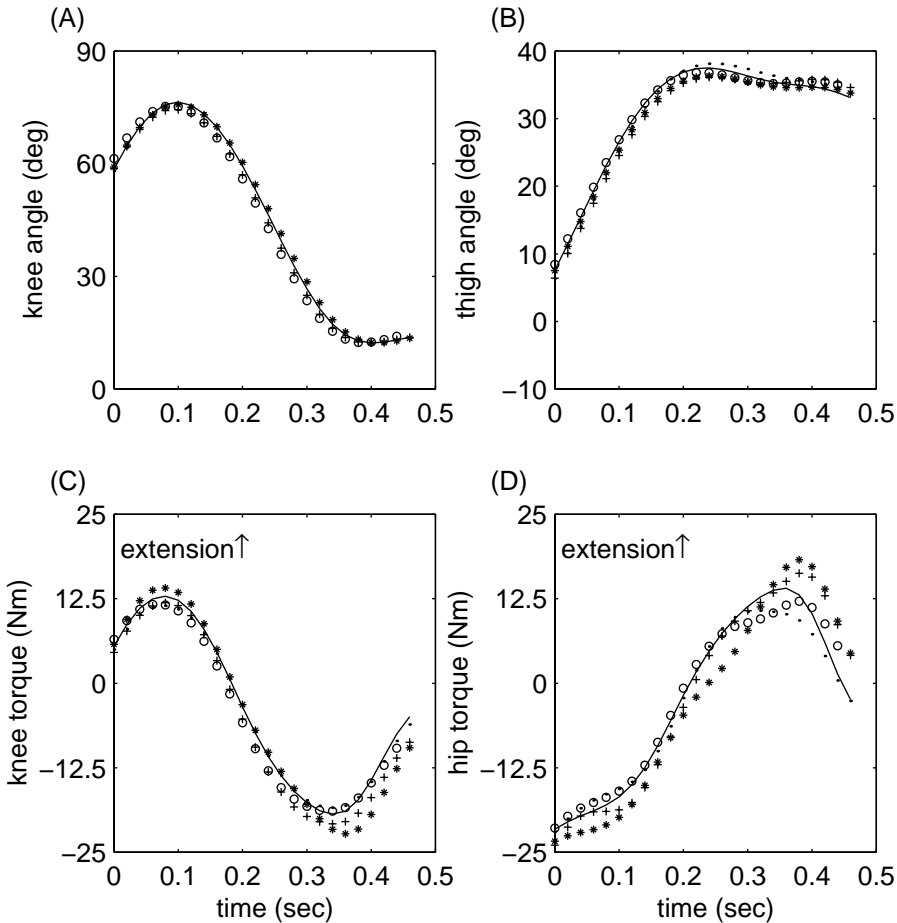 (A)
90
60
30
0
knee angle (deg)
0 0.1 0.2 0.3 0.4 0.5
(B)
40
30
20
10
0
−10
thigh angle (deg)
0 0.1 0.2 0.3 0.4 0.5
(C)
25
12.5
0
−12.5
−25
knee torque (Nm)
extension↑
0 0.1 0.2 0.3 0.4 0.5
time (sec)
(D)
25
12.5
0
−12.5
−25
hip torque (Nm)
extension↑
0 0.1 0.2 0.3 0.4 0.5
time (sec)